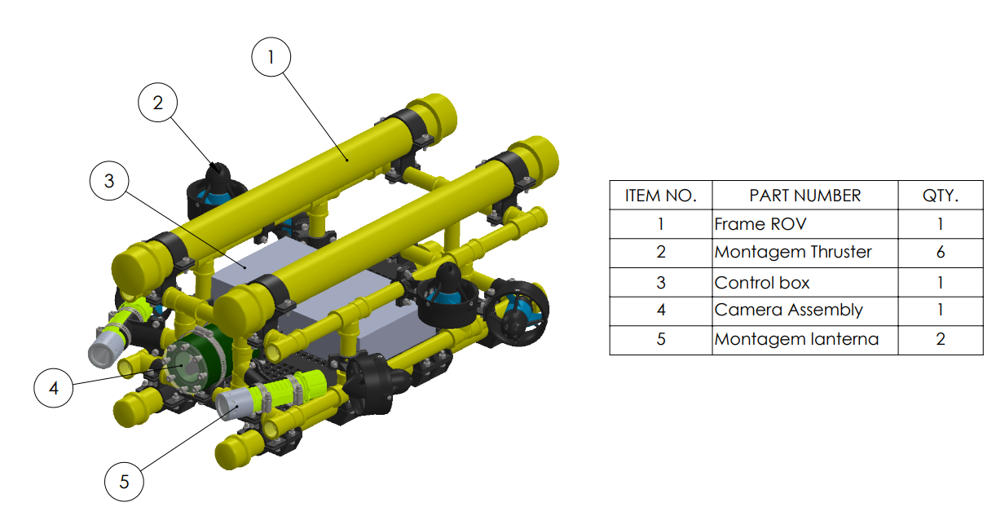 1
2
3
4
5
ITEM NO. PART NUMBER QTY.
1 Frame ROV 1
2 Montagem Thruster 6
3 Control box 1
4 Camera Assembly 1
5 Montagem lanterna 2